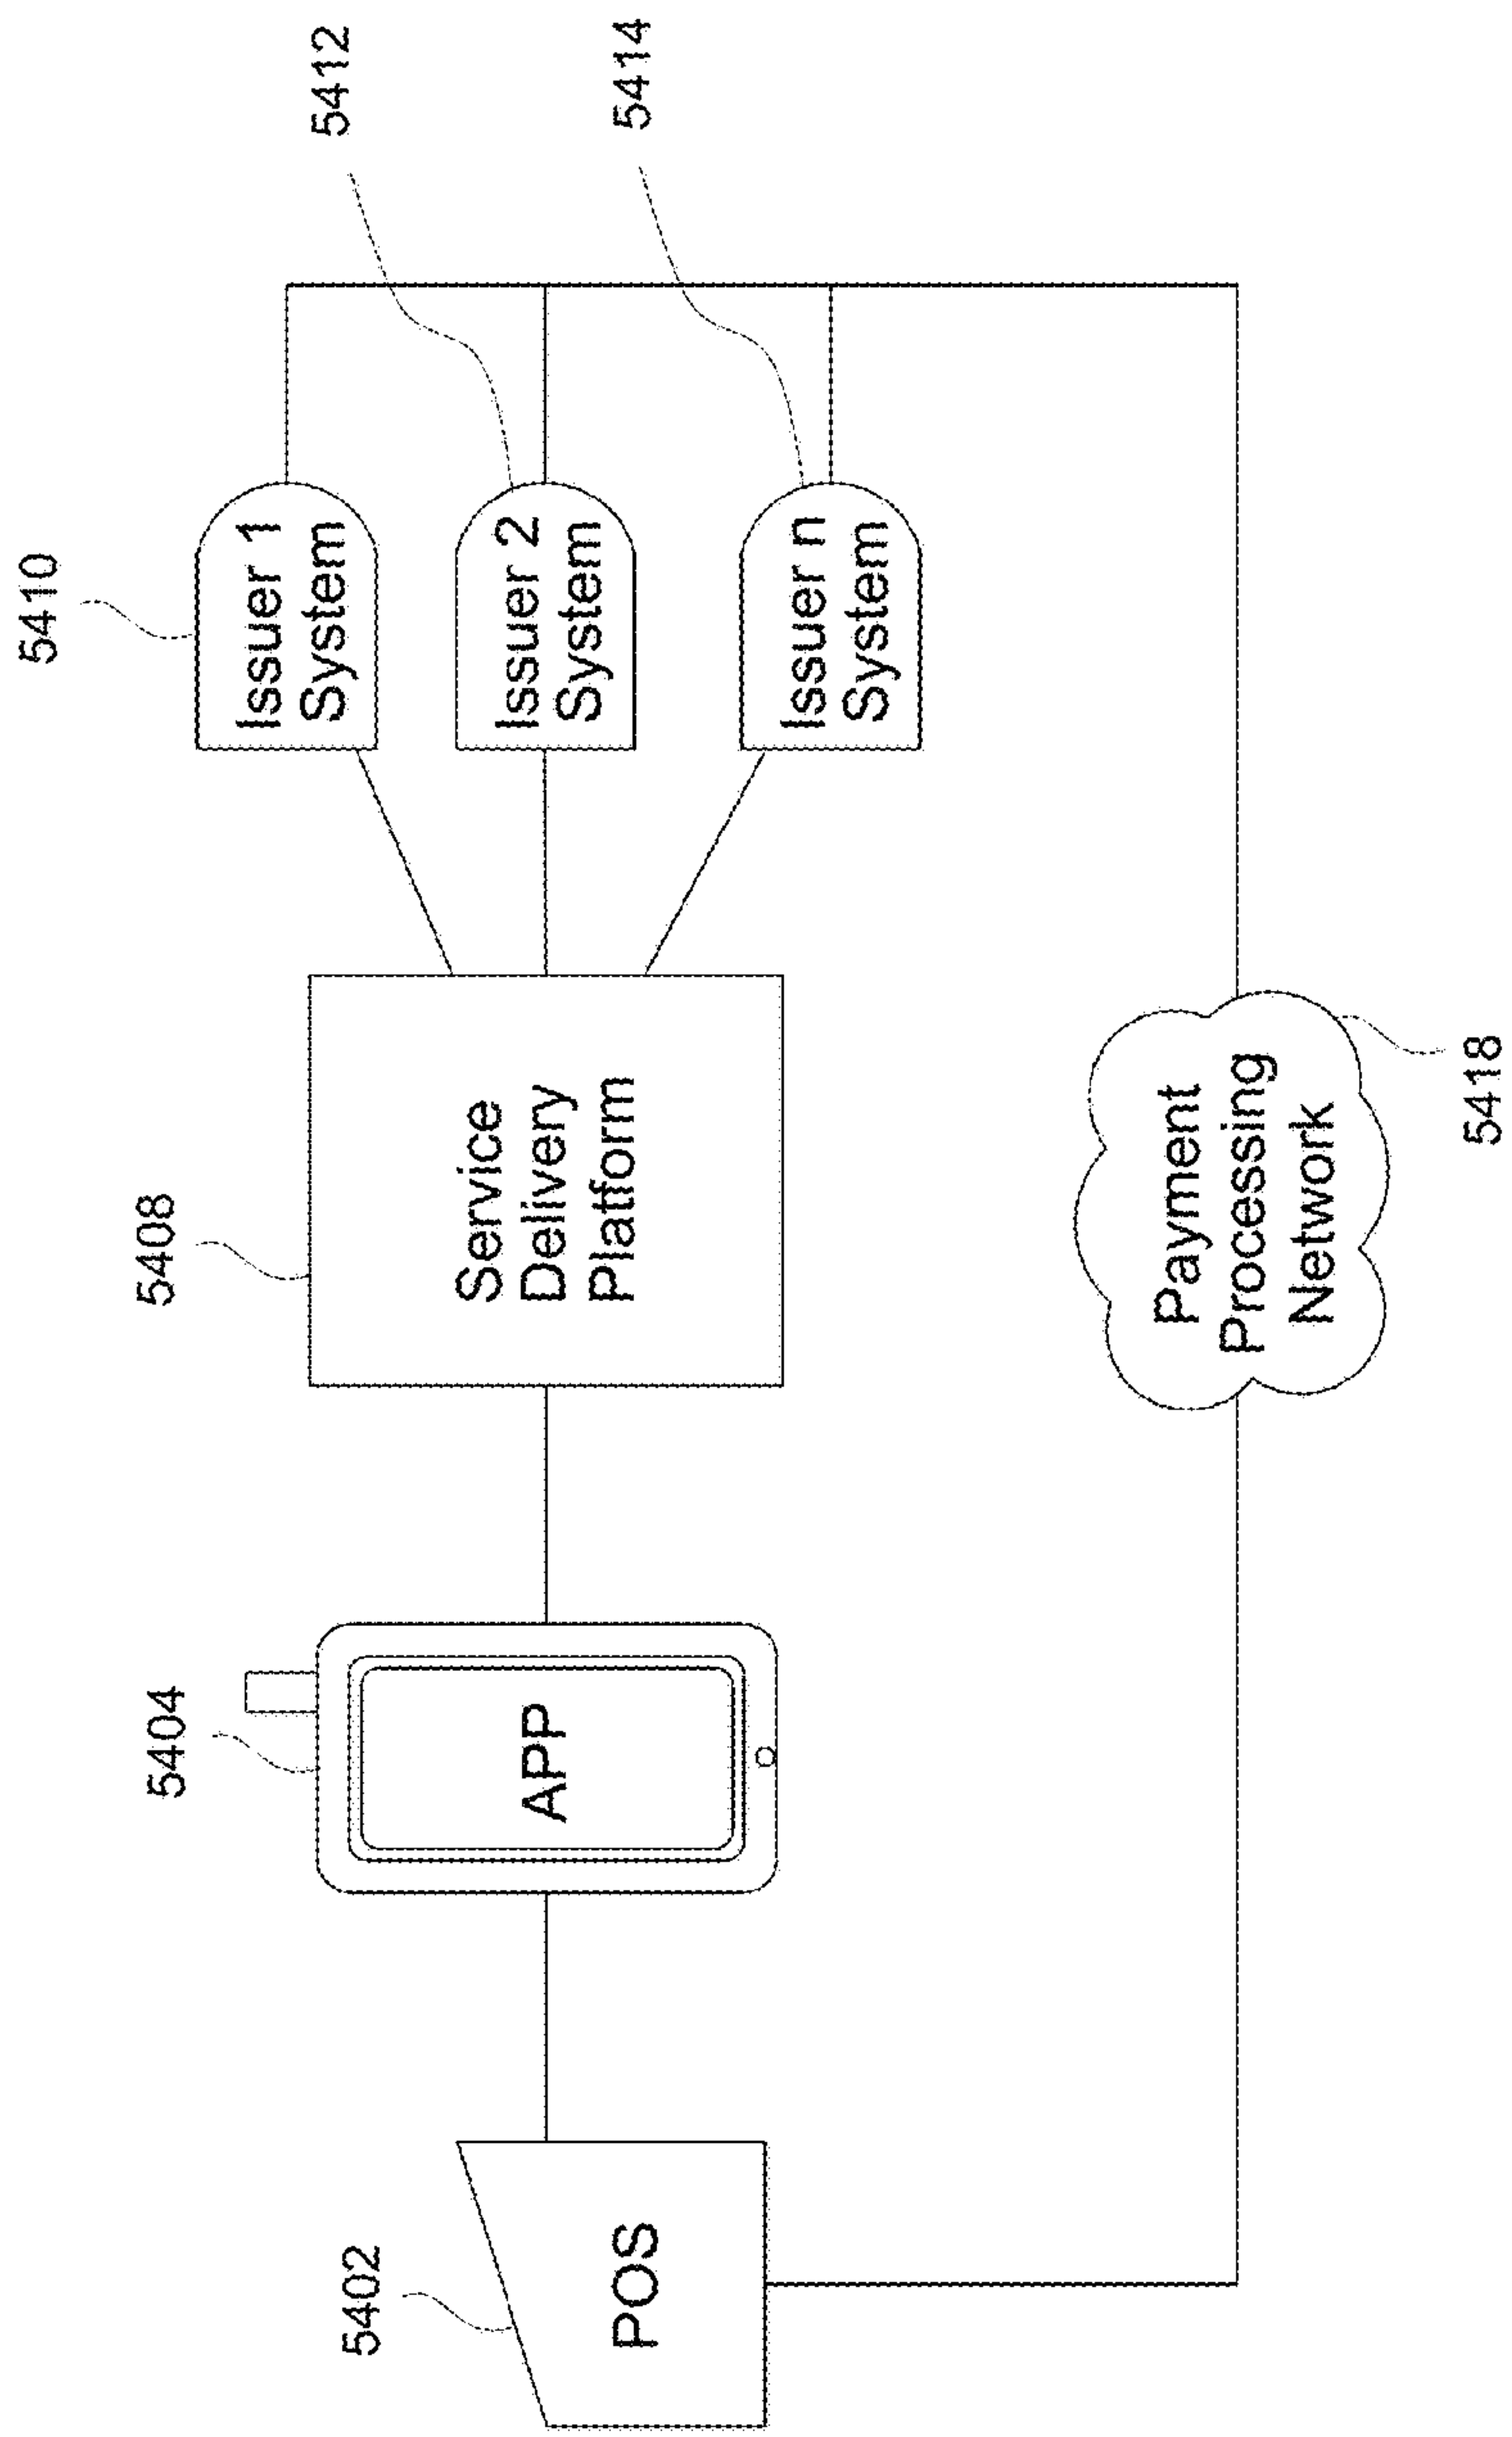 5410
5412
5414
Issuer 1
System
Issuer 2
System
Issuer n
System
5408
Service
Delivery
Platform
5404
APP
5402
POS
Payment
Processing
Network
5418